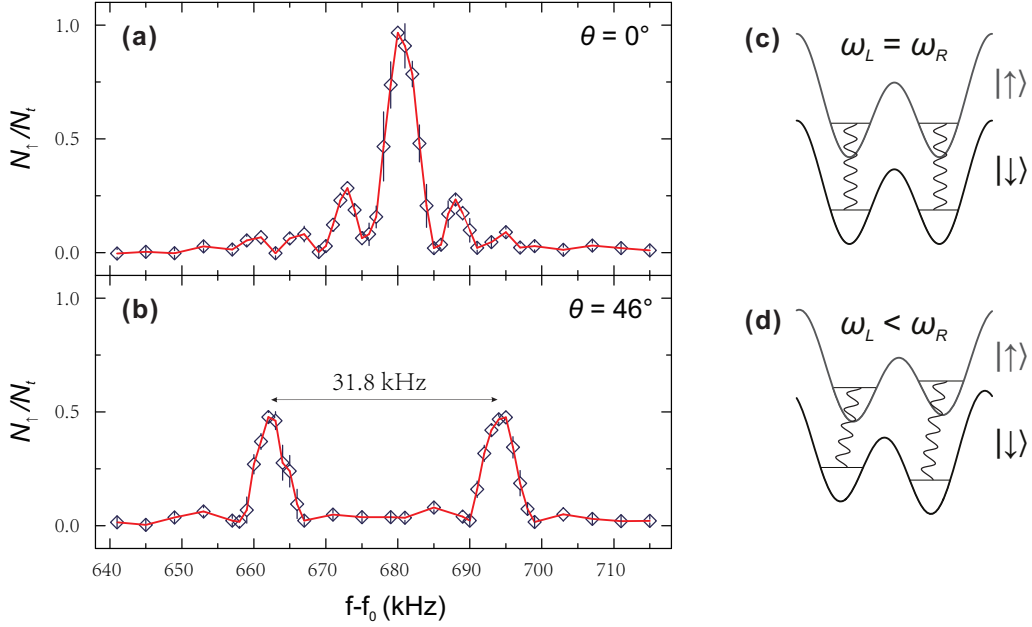 (a)
θ = 0°
1.0
0.5
0.0
N↑/Nt
(b)
θ = 46°
1.0
0.5
0.0
N↑/Nt
31.8 kHz
640 650 660 670 680 690 700 710
f-f0 (kHz)
(c)
ωL = ωR
|↑⟩
|↓⟩
(d)
ωL < ωR
|↑⟩
|↓⟩